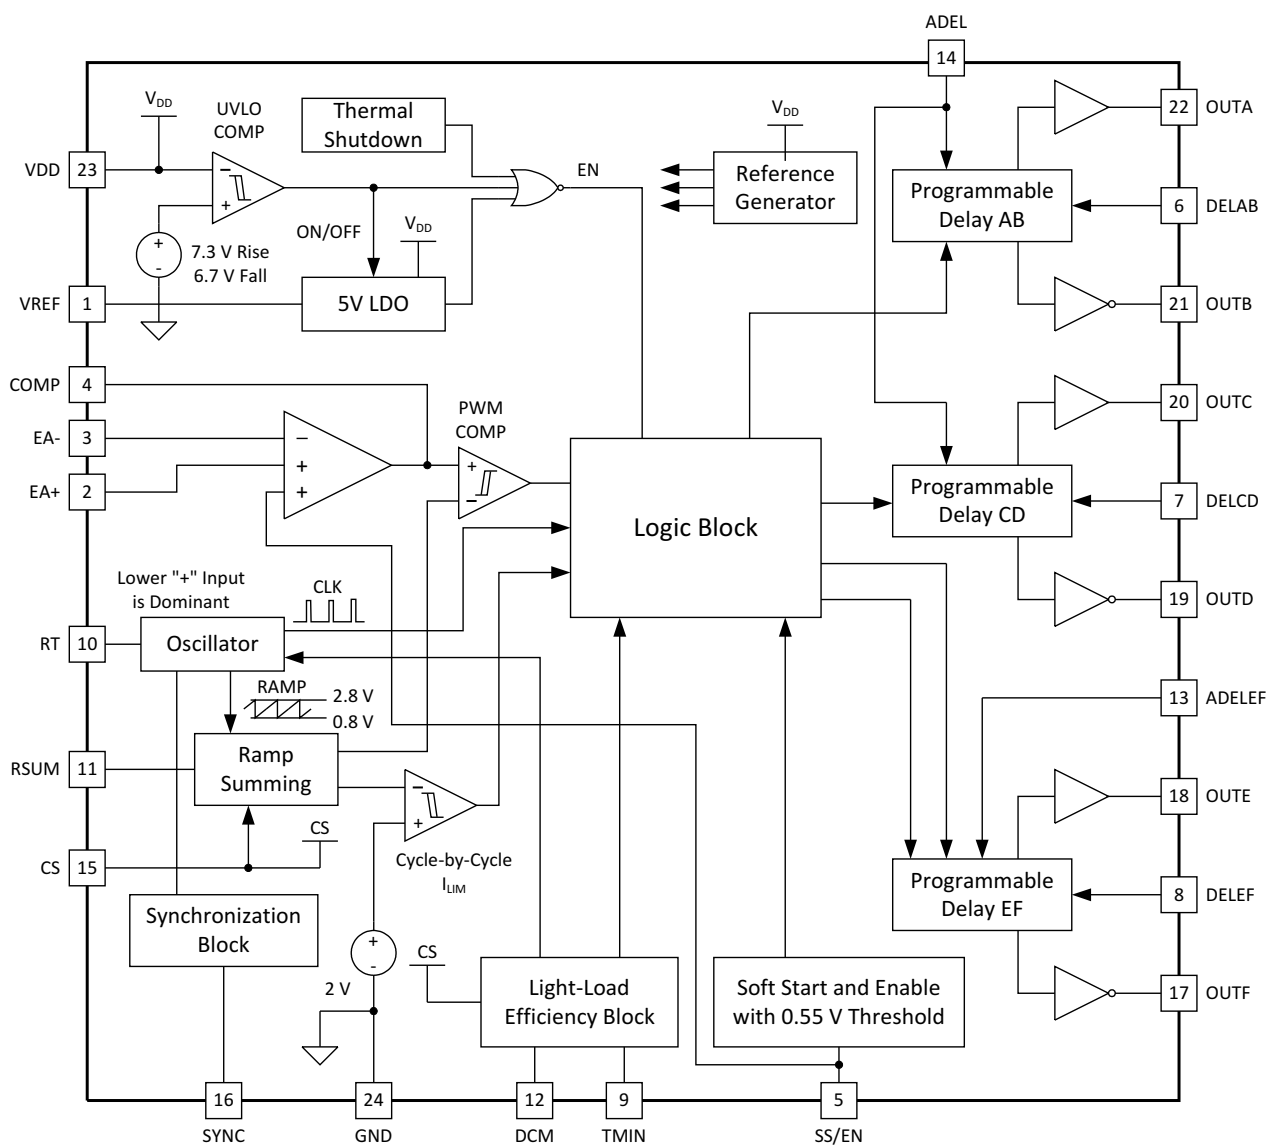 ADEL
14
V_DD
UVLO
COMP
Thermal
Shutdown
V_DD
22
OUTA
VDD
23
−
+
EN
Reference
Generator
Programmable
Delay AB
6
DELAB
+
-
7.3 V Rise
6.7 V Fall
ON/OFF
V_DD
VREF
1
5V LDO
21
OUTB
COMP
4
PWM
COMP
20
OUTC
EA-
3
−
+
+
EA+
2
+
−
Logic Block
Programmable
Delay CD
7
DELCD
Lower "+" Input
is Dominant
CLK
19
OUTD
RT
10
Oscillator
RAMP
2.8 V
0.8 V
13
ADELEF
RSUM
11
Ramp
Summing
−
+
18
OUTE
CS
CS
15
Cycle-by-Cycle
I_LIM
Programmable
Delay EF
8
DELEF
Synchronization
Block
+
-
2 V
CS
Light-Load
Efficiency Block
Soft Start and Enable
with 0.55 V Threshold
17
OUTF
16
24
12
9
5
SYNC
GND
DCM
TMIN
SS/EN